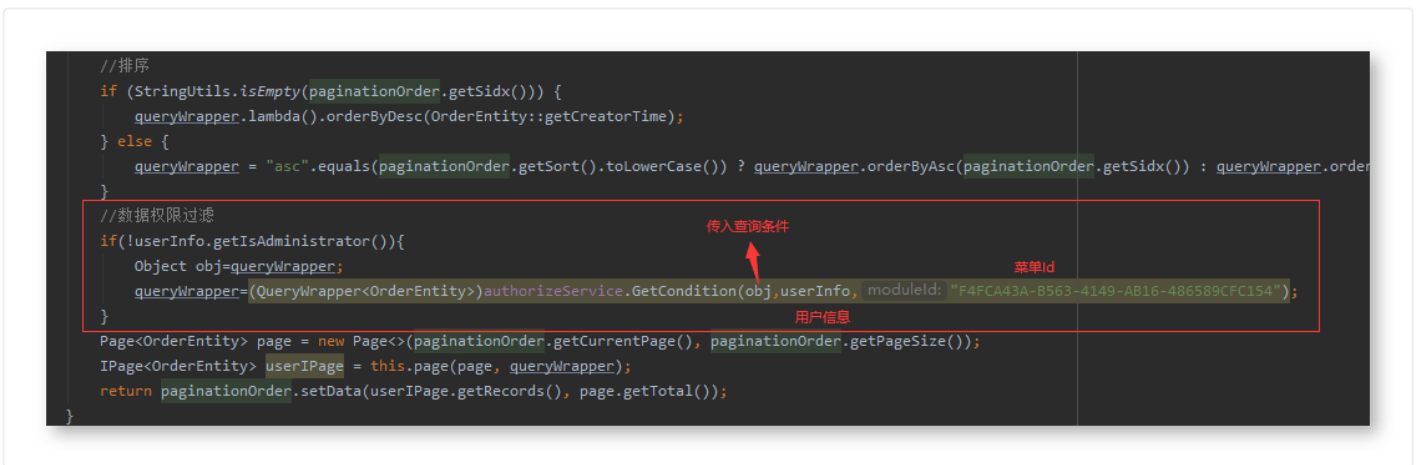 //排序
if (StringUtils.isEmpty(paginationOrder.getSidx())) {
queryWrapper.lambda().orderByDesc(OrderEntity::getCreatorTime);
} else {
queryWrapper = "asc".equals(paginationOrder.getSort().toLowerCase()) ? queryWrapper.orderByAsc(paginationOrder.getSidx()) : queryWrapper.order
}
//数据权限过滤
传入查询条件
if(!userInfo.getIsAdministrator()){
Object obj=queryWrapper;
菜单Id
queryWrapper=(QueryWrapper<OrderEntity>)authorizeService.GetCondition(obj,userInfo, moduleId: "F4FCA43A-B563-4149-AB16-486589CFC154");
}
用户信息
Page<OrderEntity> page = new Page<>(paginationOrder.getCurrentPage(), paginationOrder.getPageSize());
IPage<OrderEntity> userIPage = this.page(page, queryWrapper);
return paginationOrder.setData(userIPage.getRecords(), page.getTotal());
}